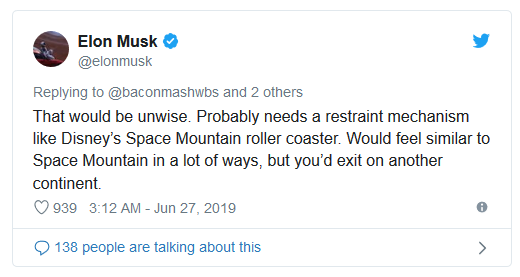 Elon Musk
@elonmusk
Replying to @baconmashwbs and 2 others
That would be unwise. Probably needs a restraint mechanism
like Disney’s Space Mountain roller coaster. Would feel similar to
Space Mountain in a lot of ways, but you’d exit on another
continent.
939 3:12 AM - Jun 27, 2019
138 people are talking about this